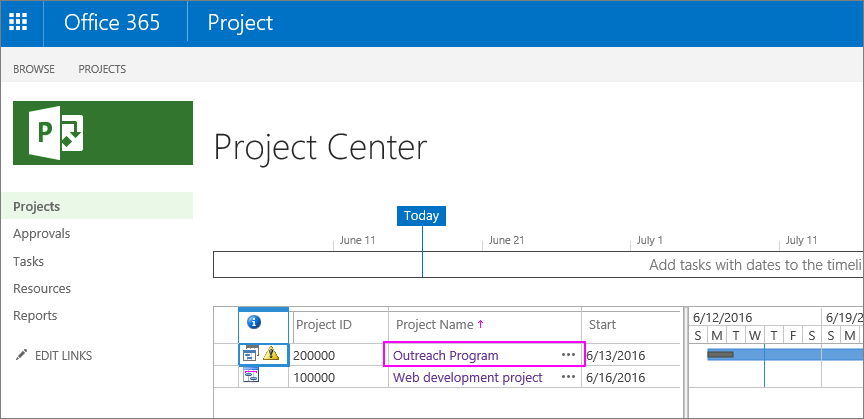 Office 365 Project
BROWSE PROJECTS
P
Project Center
Projects
Approvals
Tasks
Resources
Reports
EDIT LINKS
Today
June 11 June 21 July 1 July 11
Add tasks with dates to the timeli
Project ID Project Name Start 6/12/2016 6/19/201
S M T W T F S S M
200000 Outreach Program ... 6/13/2016
100000 Web development project ... 6/16/2016